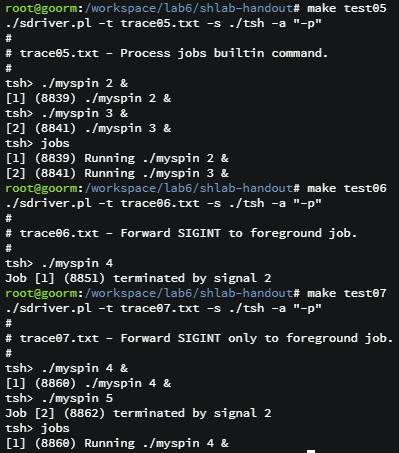 root@goorm:/workspace/lab6/shlab-handout# make test05
./sdriver.pl -t trace05.txt -s ./tsh -a "-p"
#
# trace05.txt - Process jobs builtin command.
#
tsh> ./myspin 2 &
[1] (8839) ./myspin 2 &
tsh> ./myspin 3 &
[2] (8841) ./myspin 3 &
tsh> jobs
[1] (8839) Running ./myspin 2 &
[2] (8841) Running ./myspin 3 &
root@goorm:/workspace/lab6/shlab-handout# make test06
./sdriver.pl -t trace06.txt -s ./tsh -a "-p"
#
# trace06.txt - Forward SIGINT to foreground job.
#
tsh> ./myspin 4
Job [1] (8851) terminated by signal 2
root@goorm:/workspace/lab6/shlab-handout# make test07
./sdriver.pl -t trace07.txt -s ./tsh -a "-p"
#
# trace07.txt - Forward SIGINT only to foreground job.
#
tsh> ./myspin 4 &
[1] (8860) ./myspin 4 &
tsh> ./myspin 5
Job [2] (8862) terminated by signal 2
tsh> jobs
[1] (8860) Running ./myspin 4 &